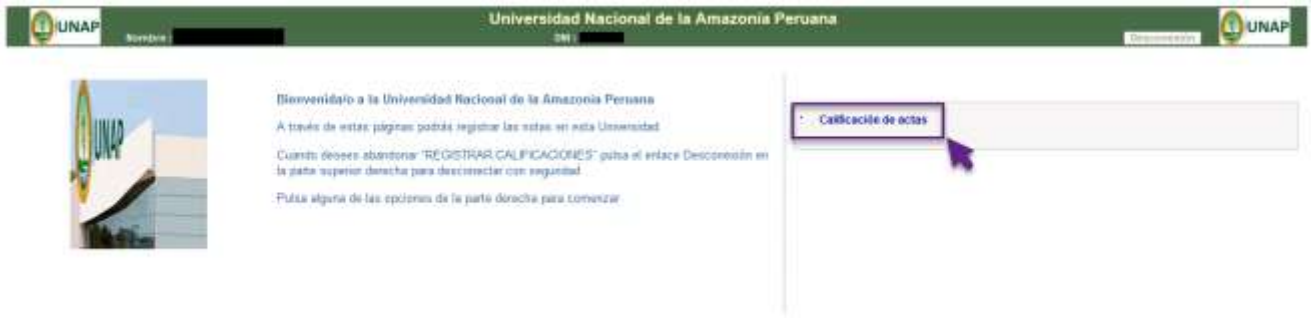 UNAP
Universidad Nacional de la Amazonía Peruana
UNAP
Nombre :
DNI :
Desconexión
UNAP
Bienvenida/o a la Universidad Nacional de la Amazonia Peruana
A través de estas páginas podrás registrar las notas en esta Universidad
Cuando desees abandonar "REGISTRAR CALIFICACIONES" pulsa el enlace Desconexión en
la parte superior derecha para desconectar con seguridad
Pulsa alguna de las opciones de la parte derecha para comenzar
Calificación de actas